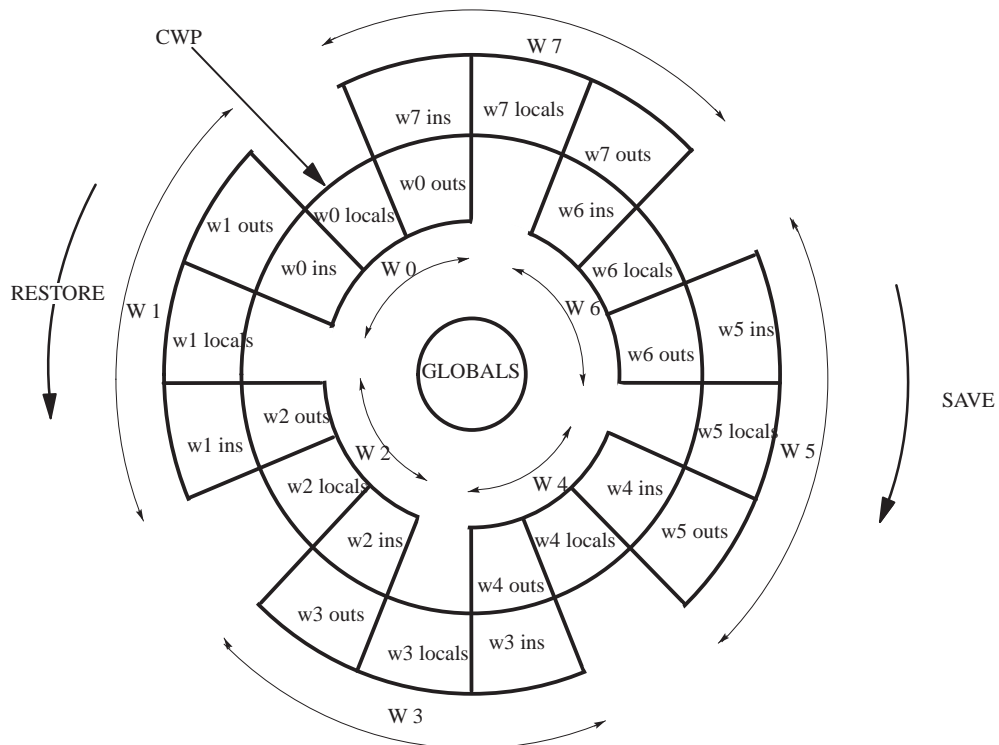 CWP
W 7
w7 ins
w7 locals
w7 outs
w0 outs
w0 locals
w6 ins
w1 outs
w0 ins
W 0
w6 locals
RESTORE
W 1
W 6
w5 ins
w1 locals
w6 outs
GLOBALS
SAVE
w2 outs
w5 locals
w1 ins
W 2
W 5
w2 locals
W 4
w4 ins
w2 ins
w4 locals
w5 outs
w3 outs
w4 outs
w3 locals
w3 ins
W 3